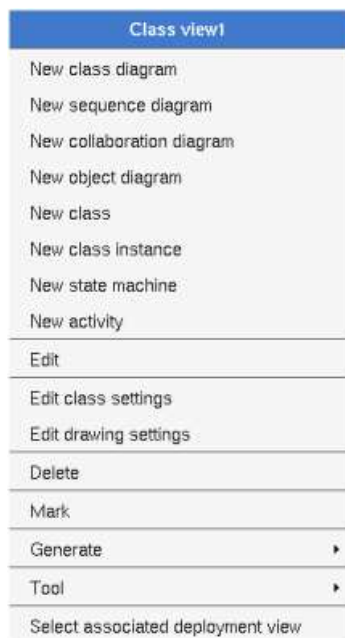 Class view1
New class diagram
New sequence diagram
New collaboration diagram
New object diagram
New class
New class instance
New state machine
New activity
Edit
Edit class settings
Edit drawing settings
Delete
Mark
Generate
Tool
Select associated deployment view